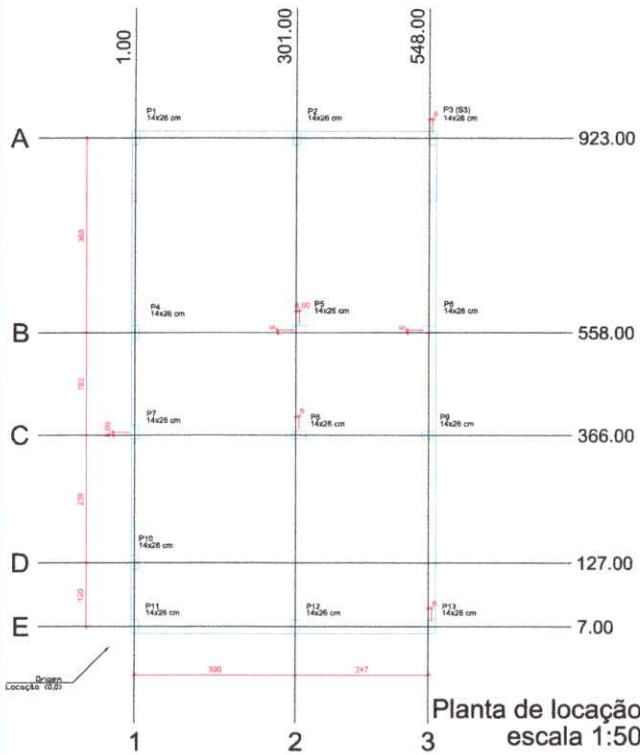 1.00
301.00
548.00
P1
14x26 cm
P2
14x26 cm
P3 (S3)
14x26 cm
A
923.00
365
P4
14x26 cm
P5
14x26 cm
P6
14x26 cm
B
558.00
192
P7
14x26 cm
P8
14x26 cm
P9
14x26 cm
C
366.00
239
P10
14x26 cm
D
127.00
120
P11
14x26 cm
P12
14x26 cm
P13
14x26 cm
E
7.00
Origem
Locação (0,0)
300
247
Planta de locação
escala 1:50
1
2
3